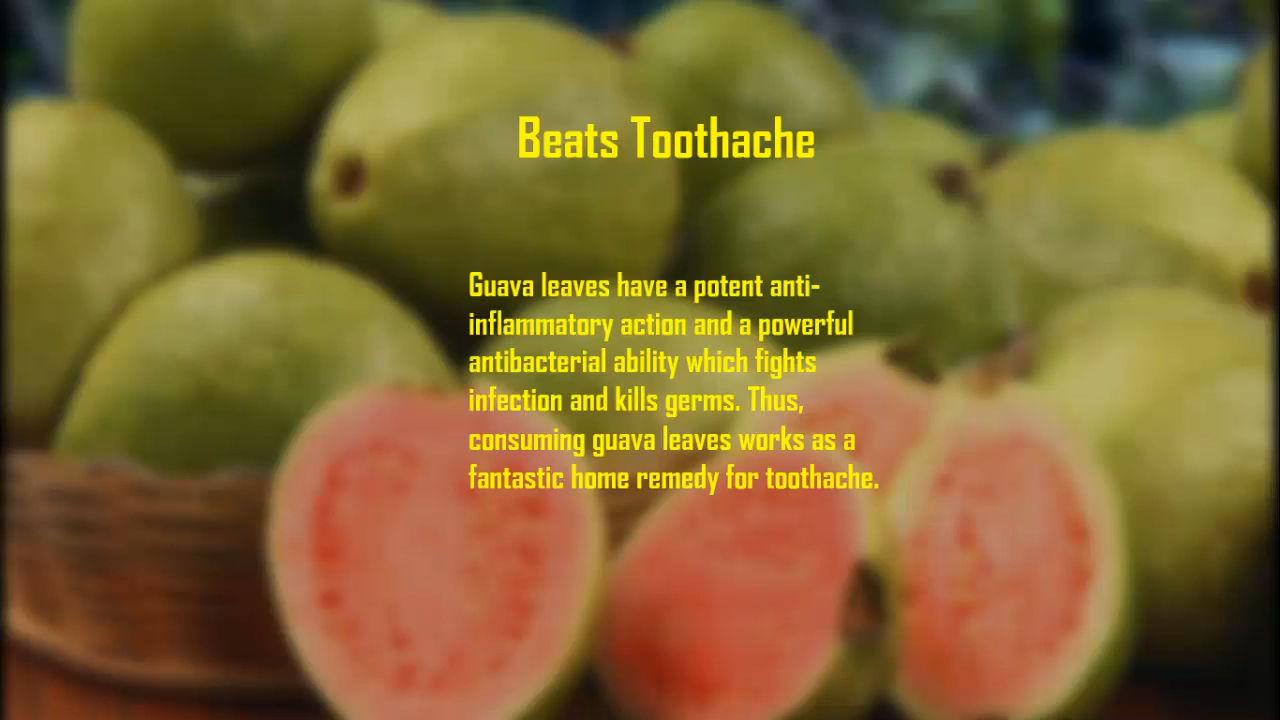 Beats Toothache
Guava leaves have a potent anti-
inflammatory action and a powerful
antibacterial ability which fights
infection and kills germs. Thus,
consuming guava leaves works as a
fantastic home remedy for toothache.